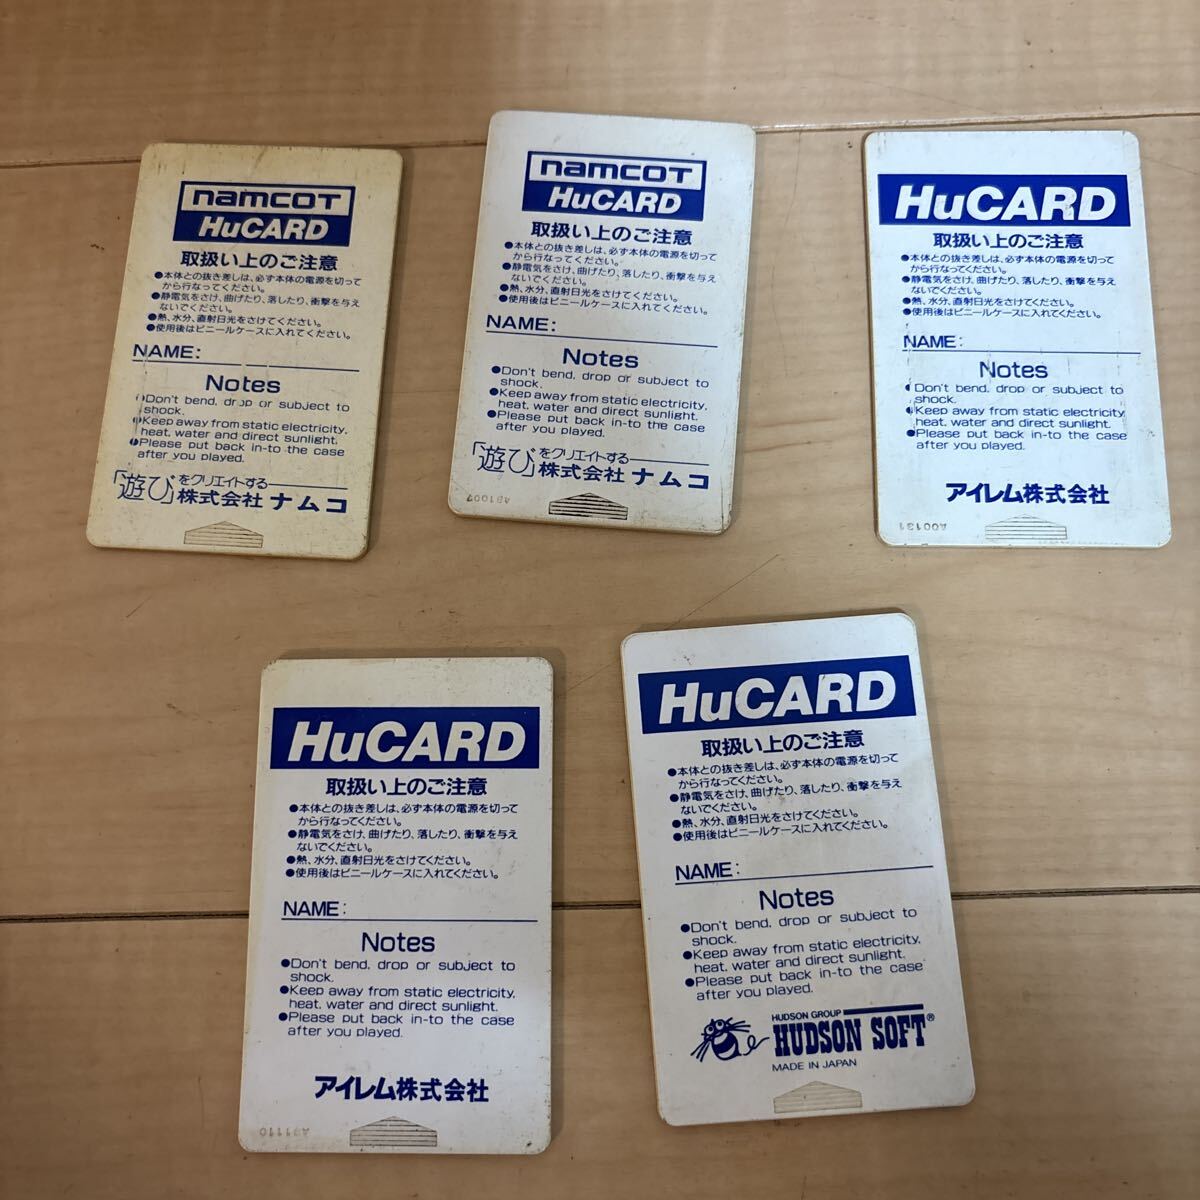 namcoT
HuCARD
取扱い上のご注意
●本体との抜き差しは、必ず本体の電源を切って
から行なってください。
●静電気をさけ、曲げたり、落したり、衝撃を与え
ないでください。
●熱、水分、直射日光をさけてください。
●使用後はビニールケースに入れてください。
NAME:
Notes
●Don't bend, drop or subject to
shock.
●Keep away from static electricity,
heat, water and direct sunlight.
●Please put back in-to the case
after you played.
「遊び」をクリエイトする
株式会社 ナムコ
namcoT
HuCARD
取扱い上のご注意
●本体との抜き差しは、必ず本体の電源を切って
から行なってください。
●静電気をさけ、曲げたり、落したり、衝撃を与え
ないでください。
●熱、水分、直射日光をさけてください。
●使用後はビニールケースに入れてください。
NAME:
Notes
●Don't bend, drop or subject to
shock.
●Keep away from static electricity,
heat, water and direct sunlight.
●Please put back in-to the case
after you played.
「遊び」をクリエイトする
株式会社 ナムコ
A91007
HuCARD
取扱い上のご注意
●本体との抜き差しは、必ず本体の電源を切って
から行なってください。
●静電気をさけ、曲げたり、落したり、衝撃を与え
ないでください。
●熱、水分、直射日光をさけてください。
●使用後はビニールケースに入れてください。
NAME:
Notes
●Don't bend, drop or subject to
shock.
●Keep away from static electricity,
heat, water and direct sunlight.
●Please put back in-to the case
after you played.
アイレム株式会社
A00131
HuCARD
取扱い上のご注意
●本体との抜き差しは、必ず本体の電源を切って
から行なってください。
●静電気をさけ、曲げたり、落したり、衝撃を与え
ないでください。
●熱、水分、直射日光をさけてください。
●使用後はビニールケースに入れてください。
NAME:
Notes
●Don't bend, drop or subject to
shock.
●Keep away from static electricity,
heat, water and direct sunlight.
●Please put back in-to the case
after you played.
アイレム株式会社
HuCARD
取扱い上のご注意
●本体との抜き差しは、必ず本体の電源を切って
から行なってください。
●静電気をさけ、曲げたり、落したり、衝撃を与え
ないでください。
●熱、水分、直射日光をさけてください。
●使用後はビニールケースに入れてください。
NAME:
Notes
●Don't bend, drop or subject to
shock.
●Keep away from static electricity,
heat, water and direct sunlight.
●Please put back in-to the case
after you played.
HUDSON GROUP
HUDSON SOFT®
MADE IN JAPAN